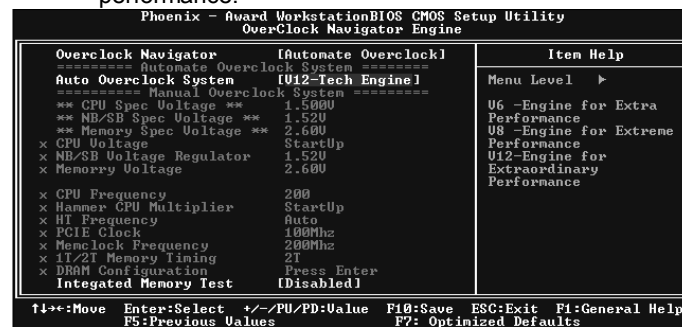 performance.
Phoenix - Award WorkstationBIOS CMOS Setup Utility
OverClock Navigator Engine
Overclock Navigator [Automate Overclock]
========= Automate Overclock System ========
Auto Overclock System [V12-Tech Engine]
========== Manual Overclock System =========
** CPU Spec Voltage ** 1.500V
** NB/SB Spec Voltage ** 1.52V
** Memory Spec Voltage ** 2.60V
x CPU Voltage StartUp
x NB/SB Voltage Regulator 1.52V
x Memorry Voltage 2.60V
x CPU Frequency 200
x Hammer CPU Multiplier StartUp
x HT Frequency Auto
x PCIE Clock 100Mhz
x Memclock Frequency 200Mhz
x 1T/2T Memory Timing 2T
x DRAM Configuration Press Enter
Integated Memory Test [Disabled]
Item Help
Menu Level ►
V6 -Engine for Extra
Performance
V8 -Engine for Extreme
Performance
V12-Engine for
Extraordinary
Performance
↑↓→←:Move Enter:Select +/-/PU/PD:Value F10:Save ESC:Exit F1:General Help
F5:Previous Values F7: Optimized Defaults